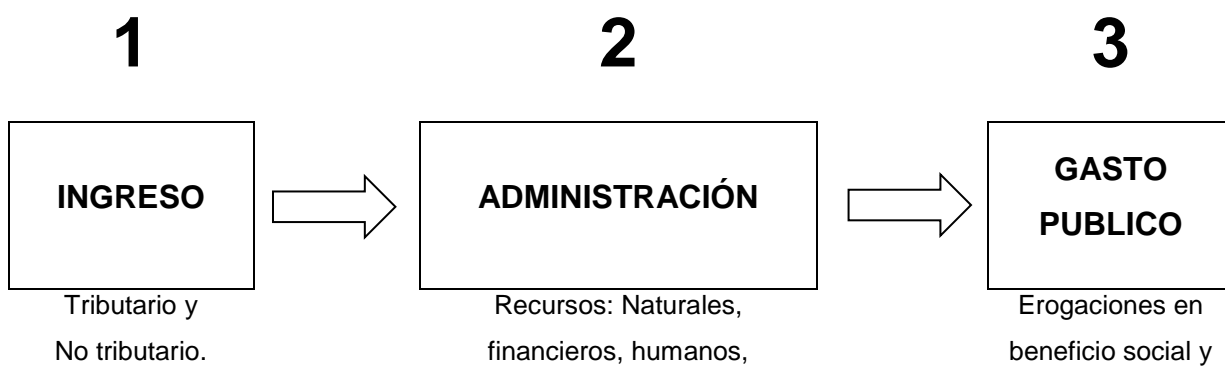 1
2
3
INGRESO
ADMINISTRACIÓN
GASTO
PUBLICO
Tributario y
No tributario.
Recursos: Naturales,
financieros, humanos,
Erogaciones en
beneficio social y